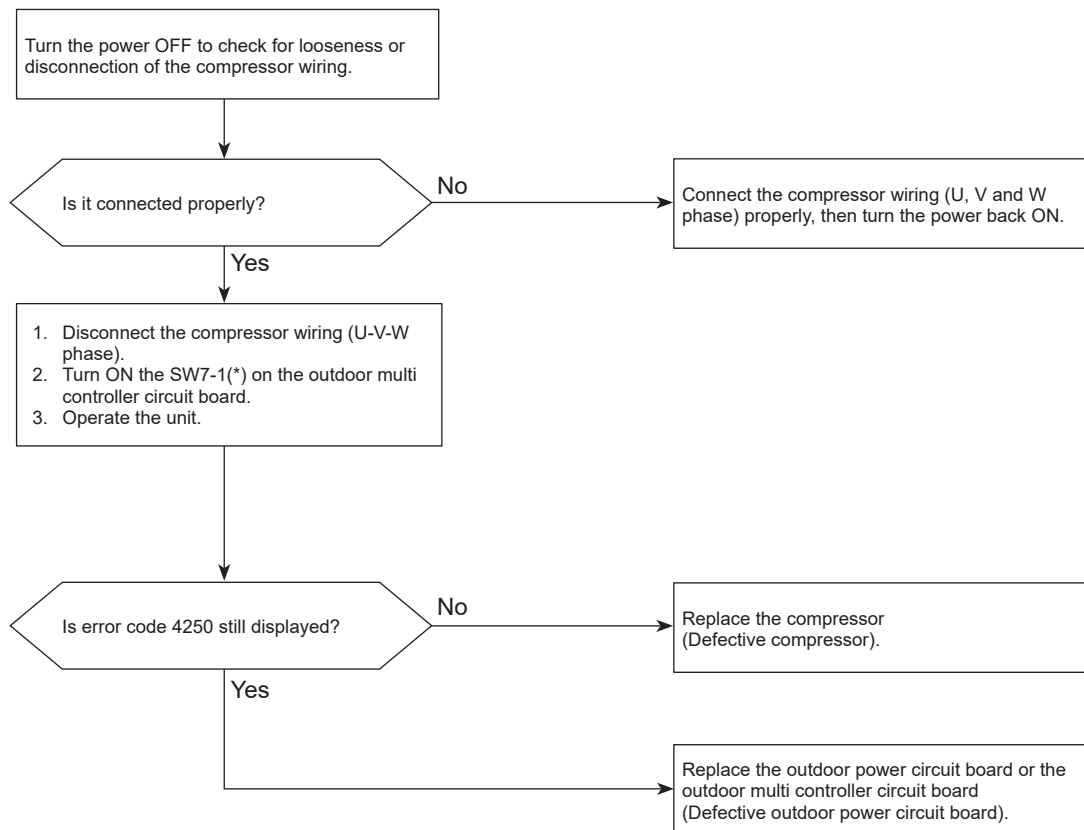 Turn the power OFF to check for looseness or
disconnection of the compressor wiring.
Is it connected properly?
No
Connect the compressor wiring (U, V and W
phase) properly, then turn the power back ON.
Yes
1. Disconnect the compressor wiring (U-V-W
phase).
2. Turn ON the SW7-1(*) on the outdoor multi
controller circuit board.
3. Operate the unit.
Is error code 4250 still displayed?
No
Replace the compressor
(Defective compressor).
Yes
Replace the outdoor power circuit board or the
outdoor multi controller circuit board
(Defective outdoor power circuit board).